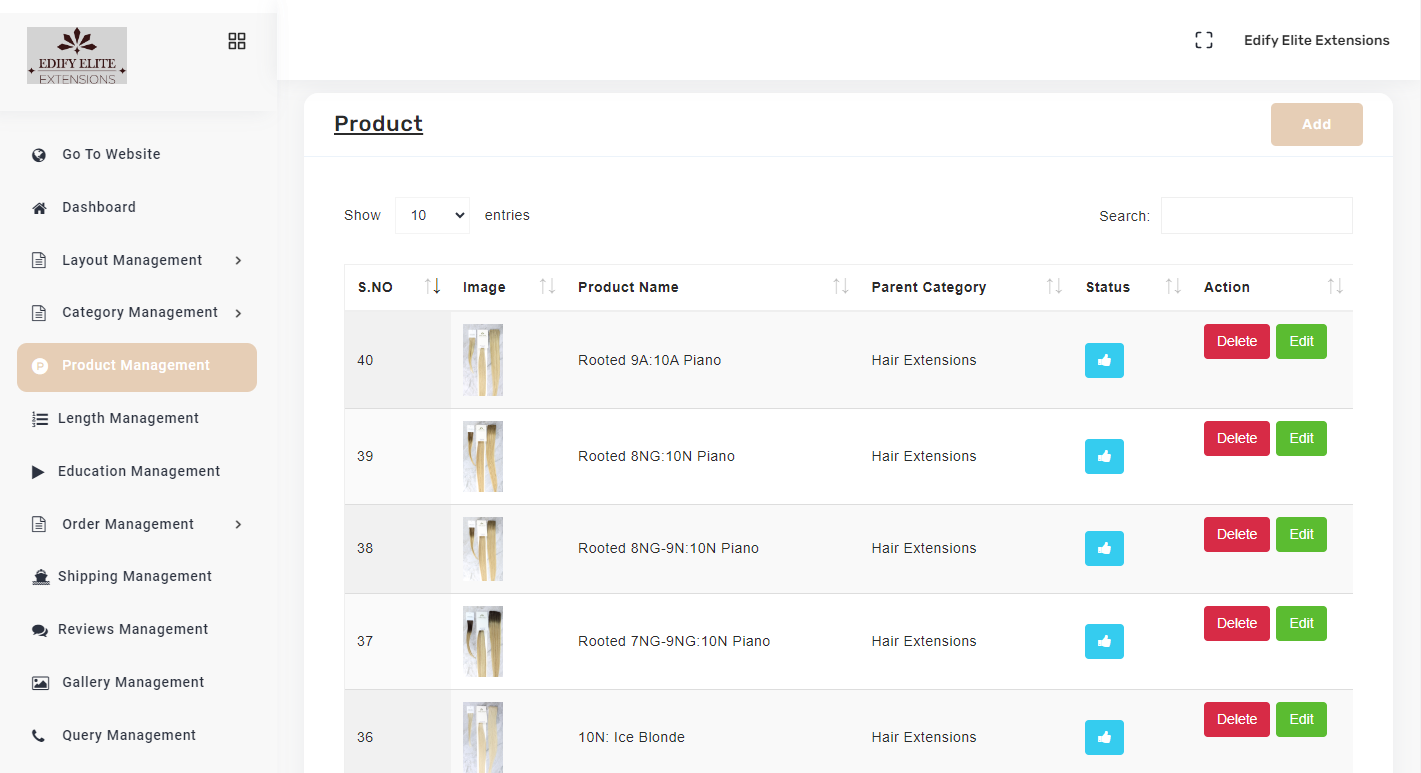 EDIFY ELITE
EXTENSIONS
Edify Elite Extensions
Go To Website
Dashboard
Layout Management
Category Management
Product Management
Length Management
Education Management
Order Management
Shipping Management
Reviews Management
Gallery Management
Query Management
Product
Add
Show 10 entries
Search:
S.NO Image Product Name Parent Category Status Action
40 Rooted 9A:10A Piano Hair Extensions Delete Edit
39 Rooted 8NG:10N Piano Hair Extensions Delete Edit
38 Rooted 8NG-9N:10N Piano Hair Extensions Delete Edit
37 Rooted 7NG-9NG:10N Piano Hair Extensions Delete Edit
36 10N: Ice Blonde Hair Extensions Delete Edit